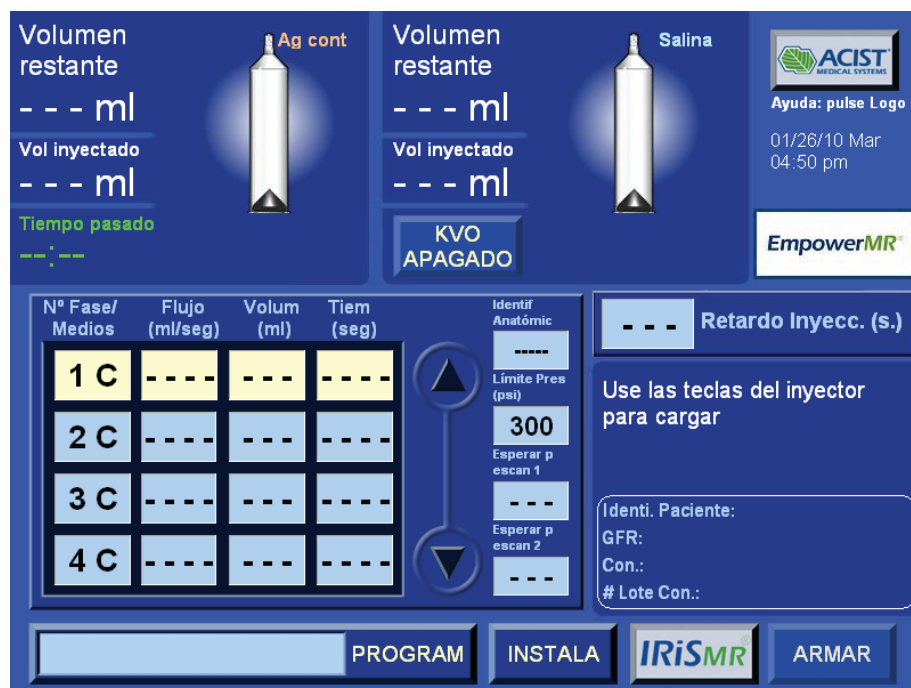 Volumen
restante
- - - ml
Vol inyectado
- - - ml
Tiempo pasado
--:--
Ag cont
Volumen
restante
- - - ml
Vol inyectado
- - - ml
KVO
APAGADO
Salina
ACIST
MEDICAL SYSTEMS
Ayuda: pulse Logo
01/26/10 Mar
04:50 pm
EmpowerMR®
Nº Fase/ Flujo Volum Tiem
Medios (ml/seg) (ml) (seg)
1 C - - - - - - - - - - -
2 C - - - - - - - - - - -
3 C - - - - - - - - - - -
4 C - - - - - - - - - - -
Identif
Anatómic
-----
Límite Pres
(psi)
300
Esperar p
escan 1
- - -
Esperar p
escan 2
- - -
- - - Retardo Inyecc. (s.)
Use las teclas del inyector
para cargar
Identi. Paciente:
GFR:
Con.:
# Lote Con.:
PROGRAM INSTALA IRiSMR ARMAR